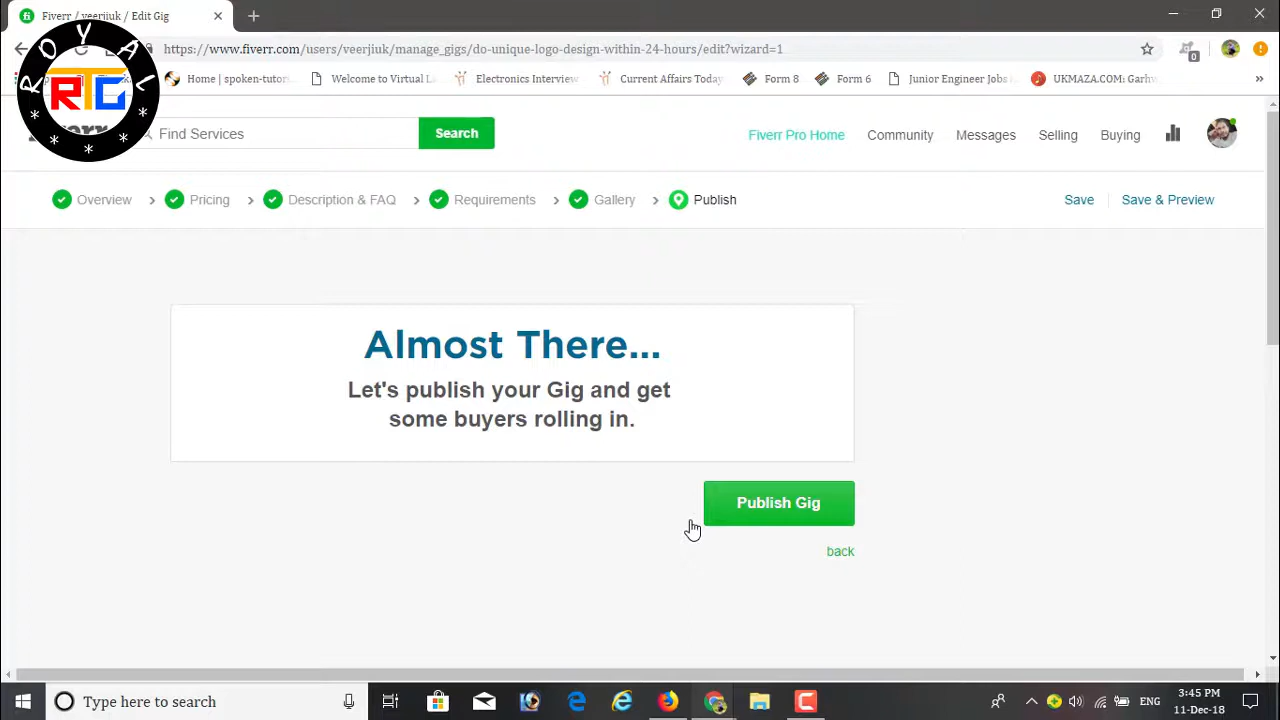 Fiverr / veerjiuk / Edit Gig
https://www.fiverr.com/users/veerjiuk/manage_gigs/do-unique-logo-design-within-24-hours/edit?wizard=1
0
Home | spoken-tutori
Welcome to Virtual La
Electronics Interview
Current Affairs Today
Form 8
Form 6
Junior Engineer Jobs
UKMAZA.COM: Garhw
ROYAL
RTG
Find Services
Search
Fiverr Pro Home
Community
Messages
Selling
Buying
Overview
Pricing
Description & FAQ
Requirements
Gallery
Publish
Save
Save & Preview
Almost There...
Let's publish your Gig and get
some buyers rolling in.
Publish Gig
back
Type here to search
ENG
3:45 PM
11-Dec-18